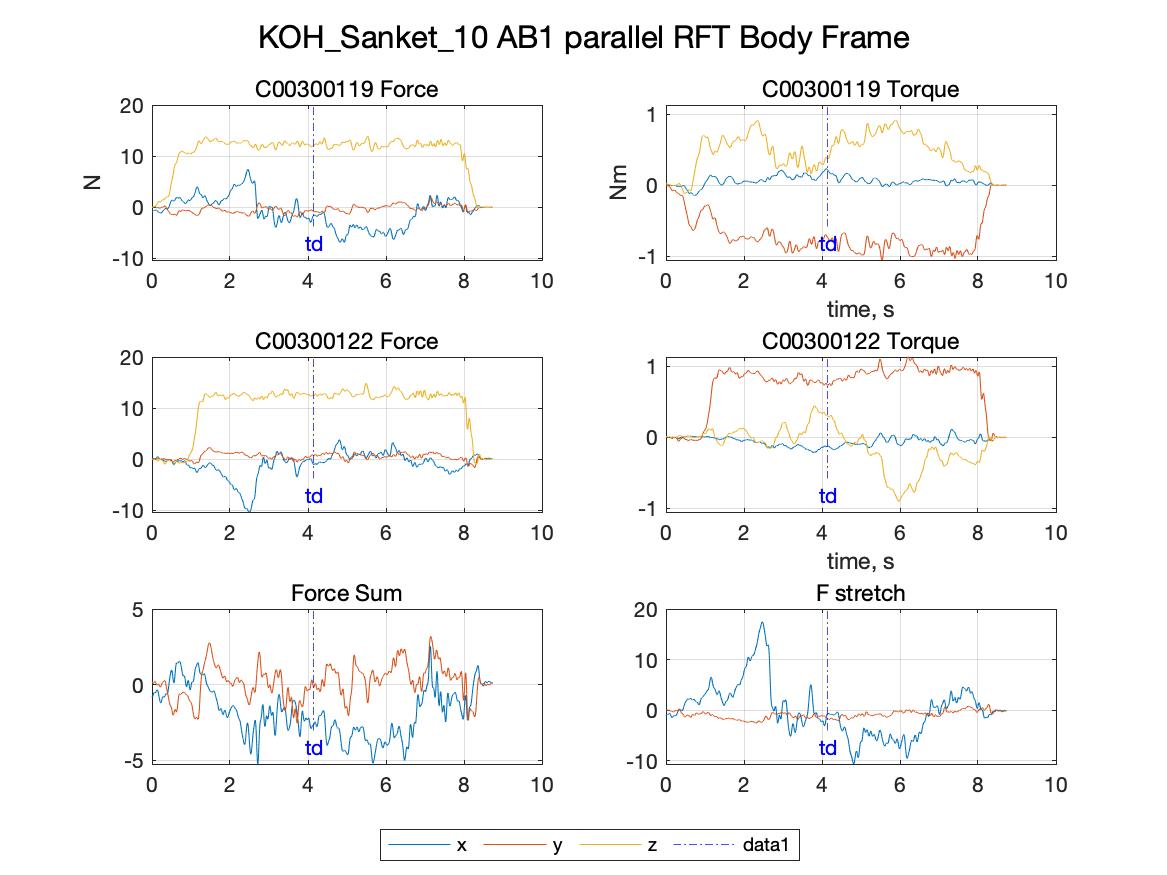 KOH_Sanket_10 AB1 parallel RFT Body Frame
C00300119 Force
20
10
0
-10
N
td
0 2 4 6 8 10
C00300119 Torque
1
0
-1
Nm
td
0 2 4 6 8 10
time, s
C00300122 Force
20
10
0
-10
td
0 2 4 6 8 10
C00300122 Torque
1
0
-1
td
0 2 4 6 8 10
time, s
Force Sum
5
0
-5
td
0 2 4 6 8 10
F stretch
20
10
0
-10
td
0 2 4 6 8 10
x y z data1